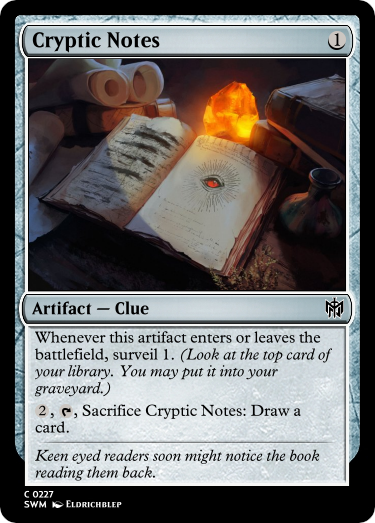 Cryptic Notes 1
Artifact — Clue
Whenever this artifact enters or leaves the
battlefield, surveil 1. (Look at the top card of
your library. You may put it into your
graveyard.)
2, , Sacrifice Cryptic Notes: Draw a
card.
Keen eyed readers soon might notice the book
reading them back.
C 0227
SWM Eldrichblep